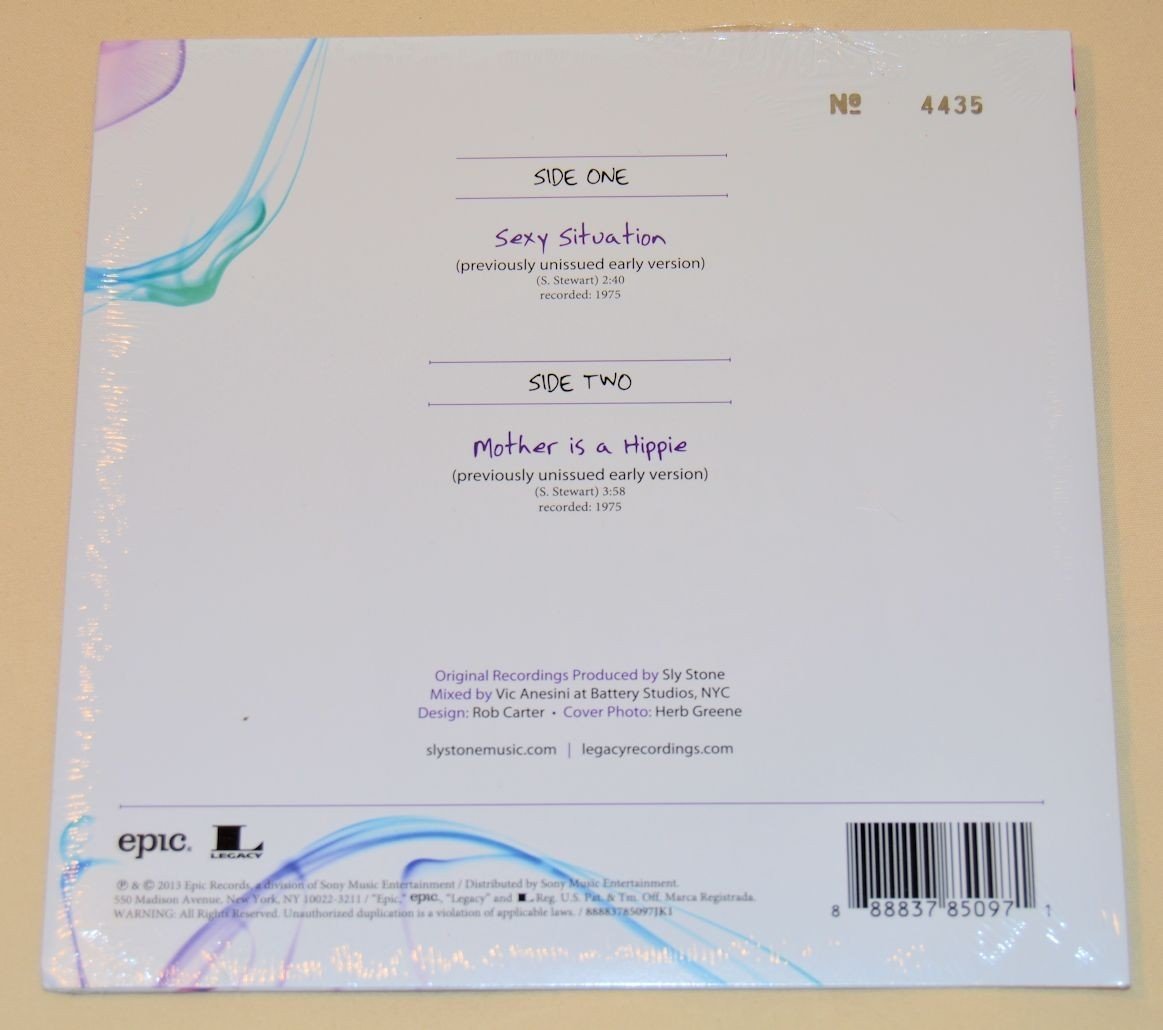 Nº 4435
SIDE ONE
Sexy Situation
(previously unissued early version)
(S. Stewart) 2:40
recorded: 1975
SIDE TWO
Mother is a Hippie
(previously unissued early version)
(S. Stewart) 3:58
recorded: 1975
Original Recordings Produced by Sly Stone
Mixed by Vic Anesini at Battery Studios, NYC
Design: Rob Carter • Cover Photo: Herb Greene
slystonemusic.com | legacyrecordings.com
epic. L LEGACY
℗ & © 2013 Epic Records, a division of Sony Music Entertainment / Distributed by Sony Music Entertainment.
550 Madison Avenue, New York, NY 10022-3211 / "Epic," epic., "Legacy" and L Reg. U.S. Pat. & Tm. Off. Marca Registrada.
WARNING: All Rights Reserved. Unauthorized duplication is a violation of applicable laws. / 88883785097JK1
8 88837 85097 1